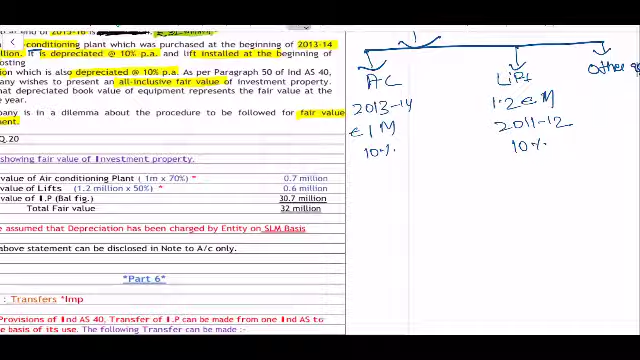 conditioning plant which was purchased at the beginning of 2013-14
It is depreciated @ 10% p.a. and lift installed at the beginning of
which is also depreciated @ 10% p.a. As per Paragraph 50 of Ind AS 40,
wishes to present an all-inclusive fair value of investment property.
that depreciated book value of equipment represents the fair value at the
year.
is in a dilemma about the procedure to be followed for fair value
Q.20
showing fair value of Investment property.
value of Air conditioning Plant ( 1m x 70%) * 0.7 million
value of Lifts (1.2 million x 50%) * 0.6 million
value of I.P (Bal fig.) 30.7 million
Total Fair value 32 million
assumed that Depreciation has been charged by Entity on SLM Basis
above statement can be disclosed in Note to A/c only.
*Part 6*
: Transfers *Imp
Provisions of Ind AS 40, Transfer of I.P can be made from one Ind AS to
the basis of its use. The following Transfer can be made :-
A·C
2013-14
€ 1 M
10%
Lift
1·2 € M
2011-12
10%
Other